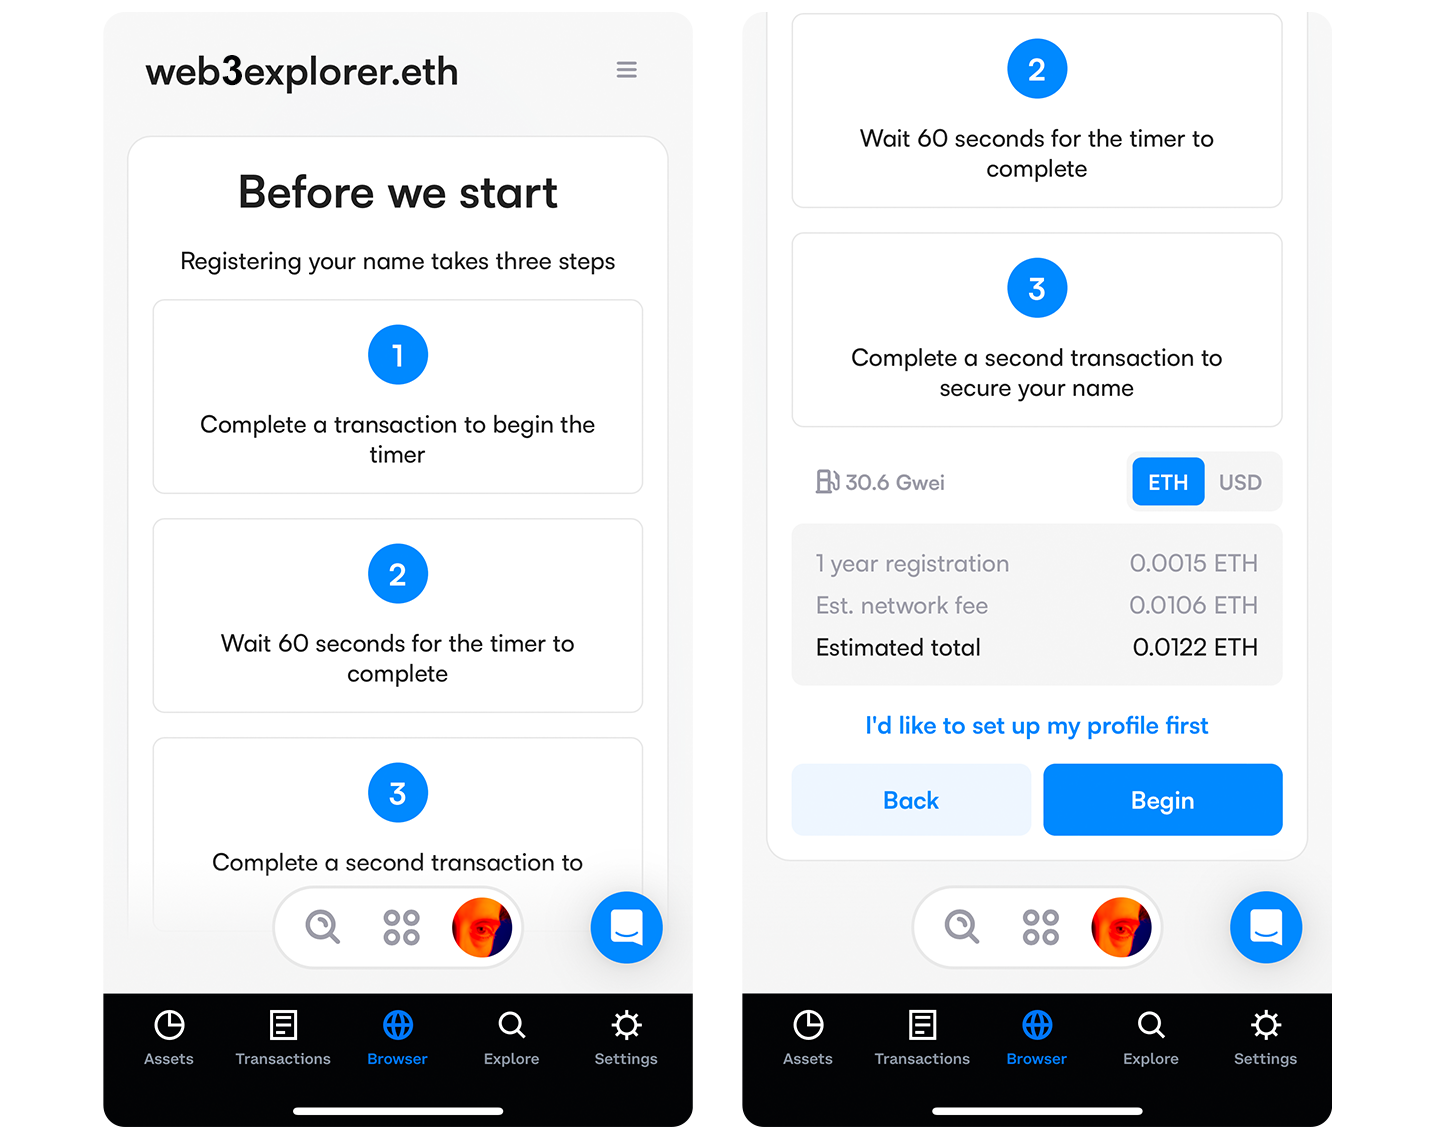 web3explorer.eth
Before we start
Registering your name takes three steps
1
Complete a transaction to begin the
timer
2
Wait 60 seconds for the timer to
complete
3
Complete a second transaction to
Assets
Transactions
Browser
Explore
Settings
2
Wait 60 seconds for the timer to
complete
3
Complete a second transaction to
secure your name
30.6 Gwei
ETH USD
1 year registration 0.0015 ETH
Est. network fee 0.0106 ETH
Estimated total 0.0122 ETH
I'd like to set up my profile first
Back
Begin
Assets
Transactions
Browser
Explore
Settings